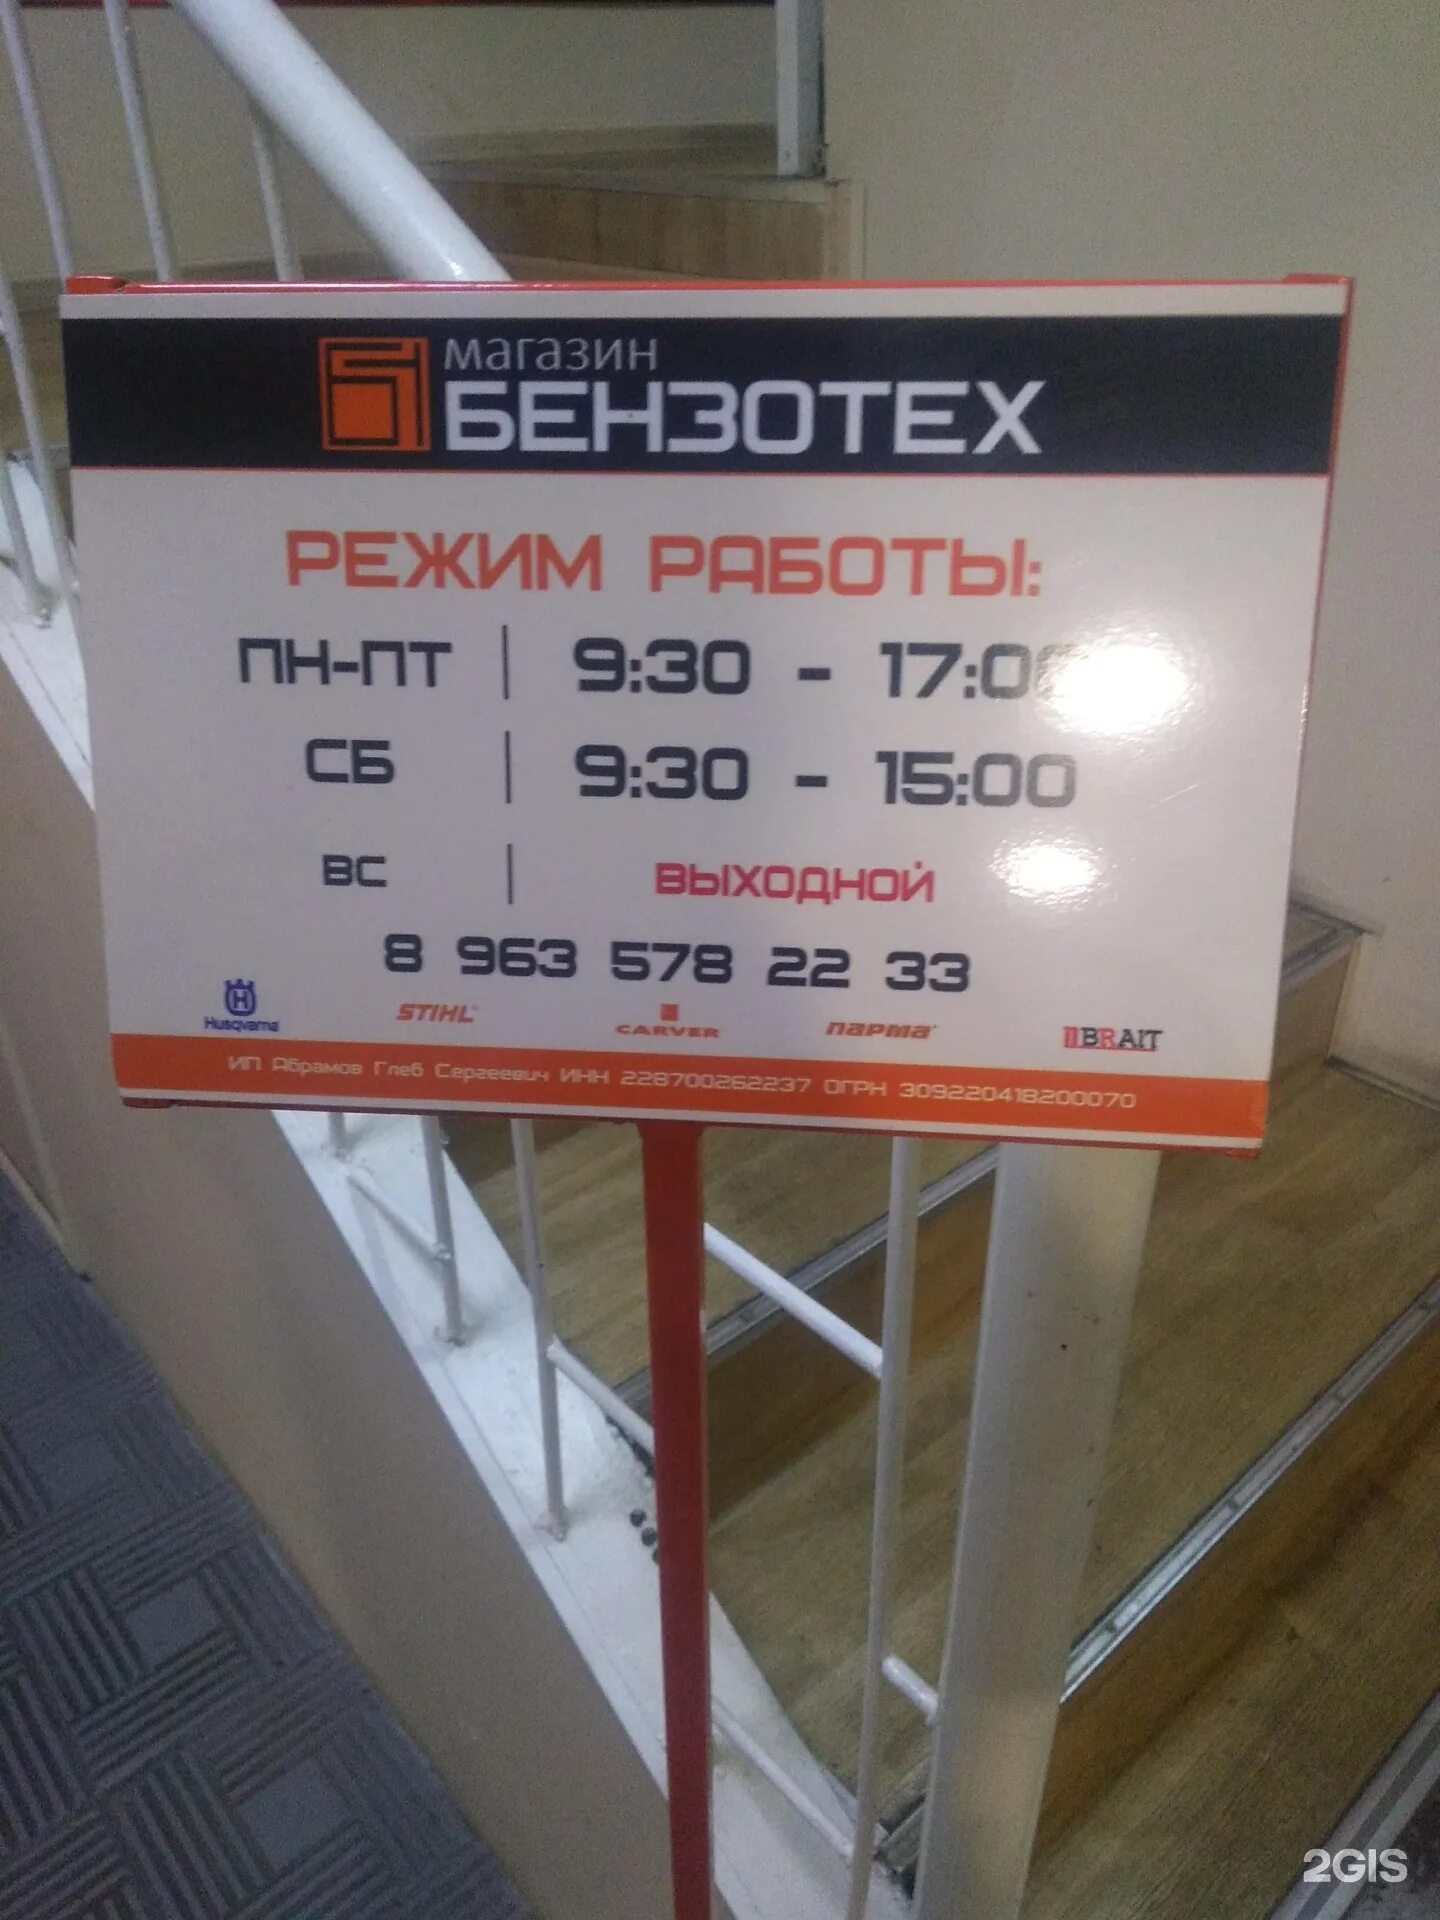 магазин
БЕНЗОТЕХ
РЕЖИМ РАБОТЫ:
ПН-ПТ | 9:30 - 17:00
СБ | 9:30 - 15:00
ВС | ВЫХОДНОЙ
8 963 578 22 33
Husqvarna STIHL CARVER парма BRAIT
ИП Абрамов Глеб Сергеевич ИНН 228700262237 ОГРН 309220418200070
2GIS